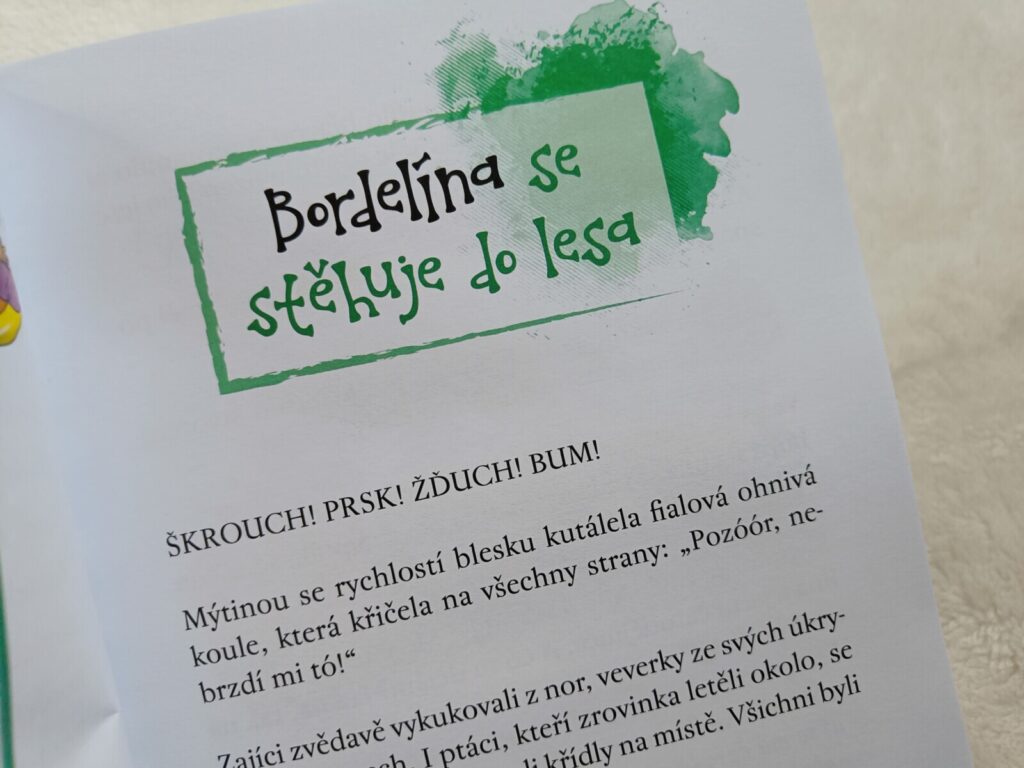 Bordelína se
stěhuje do lesa
ŠKROUCH! PRSK! ŽĎUCH! BUM!
Mýtinou se rychlostí blesku kutálela fialová ohnivá
koule, která křičela na všechny strany: „Pozóór, ne-
brzdí mi tó!“
Zajíci zvědavě vykukovali z nor, veverky ze svých úkry-
I ptáci, kteří zrovinka letěli okolo, se
křídly na místě. Všichni byli